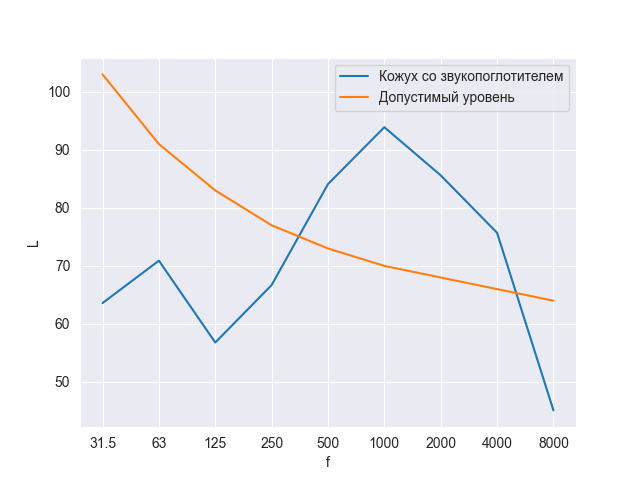 Кожух со звукопоглотителем
Допустимый уровень
100
90
80
70
60
50
L
31.5 63 125 250 500 1000 2000 4000 8000
f